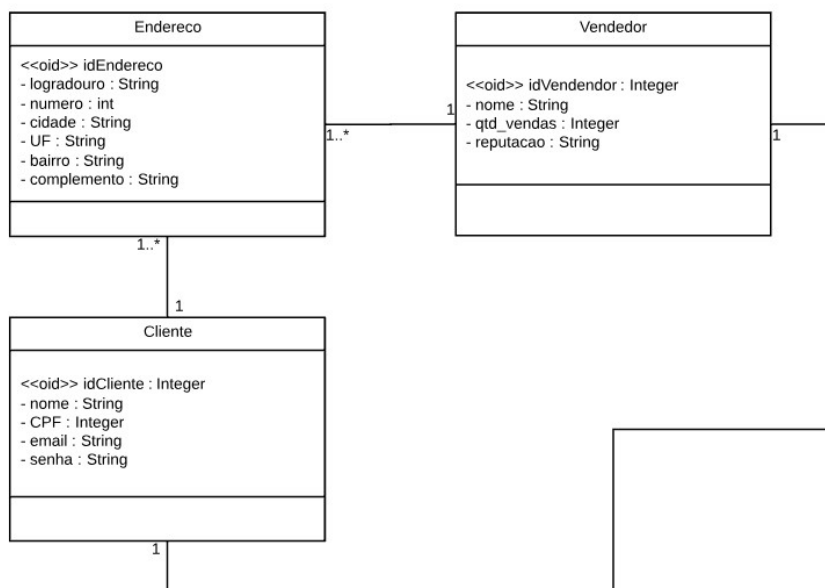 Endereco
<<oid>> idEndereco
- logradouro : String
- numero : int
- cidade : String
- UF : String
- bairro : String
- complemento : String
1..*
1
Vendedor
<<oid>> idVendendor : Integer
- nome : String
- qtd_vendas : Integer
- reputacao : String
1
1..*
1
Cliente
<<oid>> idCliente : Integer
- nome : String
- CPF : Integer
- email : String
- senha : String
1